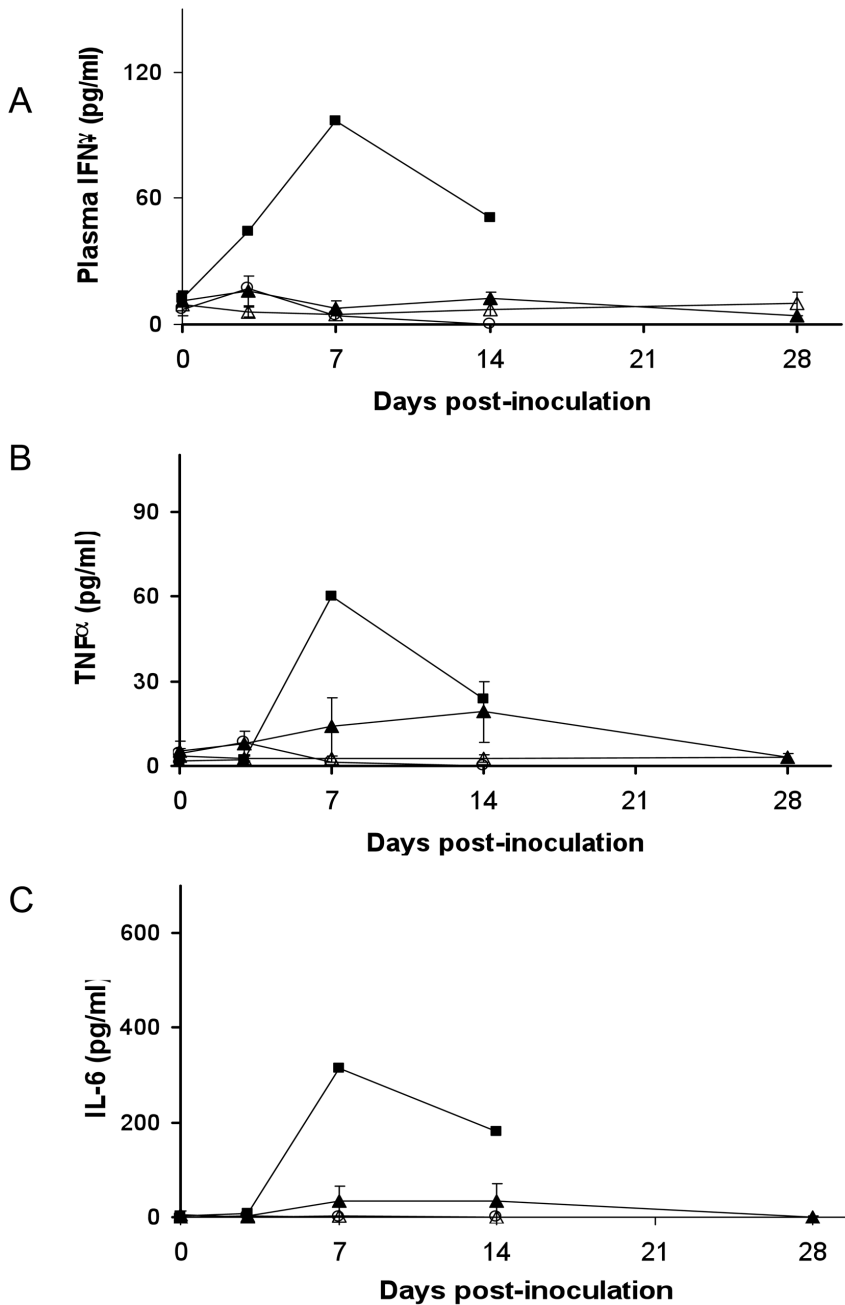 A
Plasma IFNγ (pg/ml)
120
60
0
0 7 14 21 28
Days post-inoculation
B
TNFα (pg/ml)
90
60
30
0
0 7 14 21 28
Days post-inoculation
C
IL-6 (pg/ml)
600
400
200
0
0 7 14 21 28
Days post-inoculation